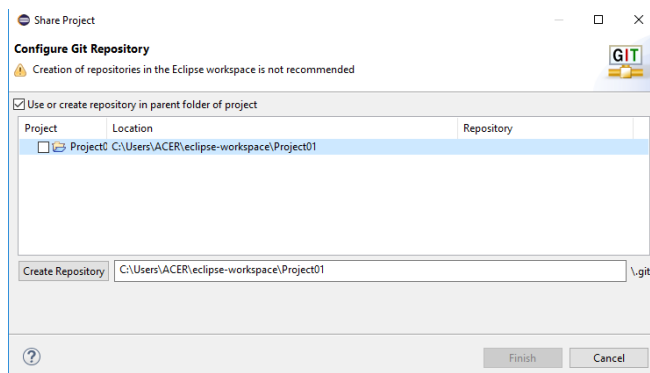 Share Project
Configure Git Repository
GIT
Creation of repositories in the Eclipse workspace is not recommended
Use or create repository in parent folder of project
Project Location Repository
Project0 C:\Users\ACER\eclipse-workspace\Project01
Create Repository C:\Users\ACER\eclipse-workspace\Project01 \.git
? Finish Cancel